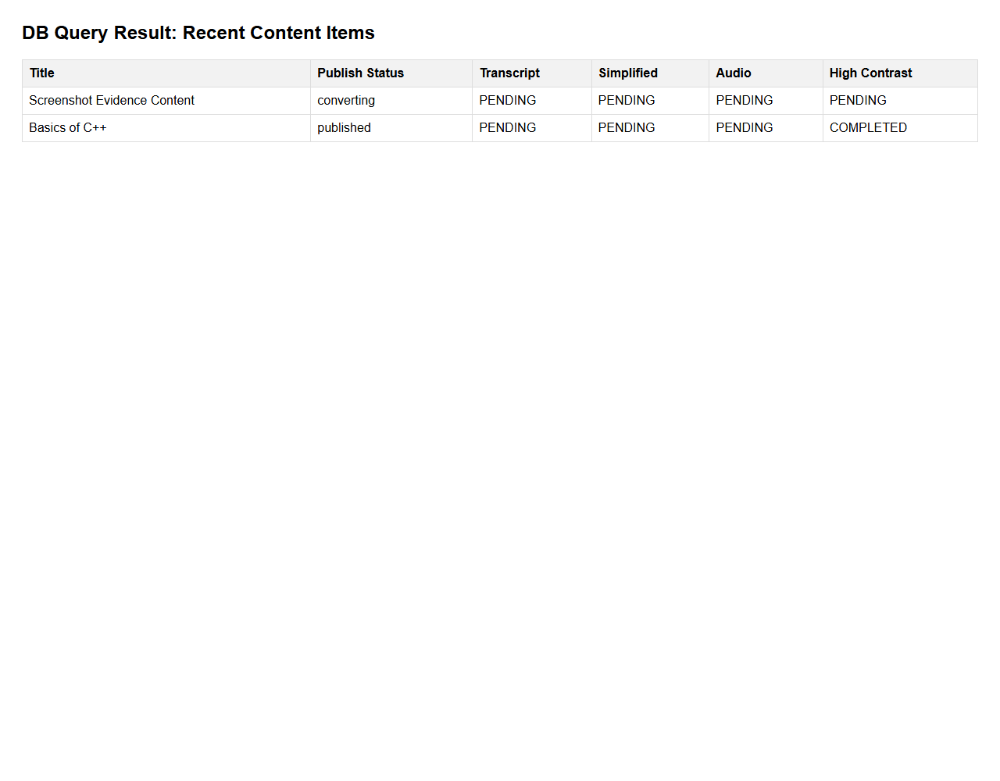 DB Query Result: Recent Content Items
Title Publish Status Transcript Simplified Audio High Contrast
Screenshot Evidence Content converting PENDING PENDING PENDING PENDING
Basics of C++ published PENDING PENDING PENDING COMPLETED